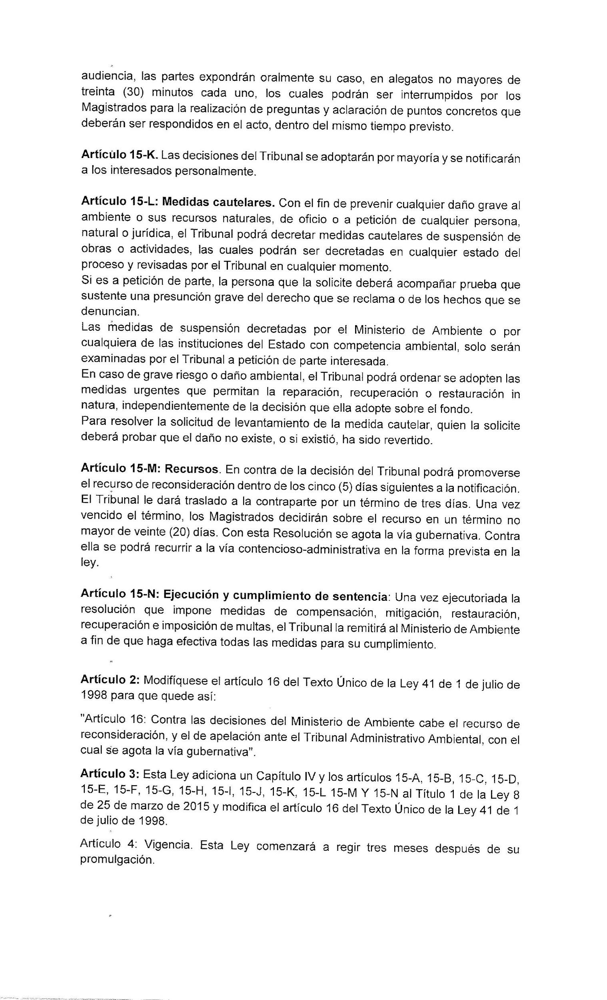 audiencia, las partes expondrán oralmente su caso, en alegatos no mayores de
treinta (30) minutos cada uno, los cuales podrán ser interrumpidos por los
Magistrados para la realización de preguntas y aclaración de puntos concretos que
deberán ser respondidos en el acto, dentro del mismo tiempo previsto.
Artículo 15-K. Las decisiones del Tribunal se adoptarán por mayoría y se notificarán
a los interesados personalmente.
Artículo 15-L: Medidas cautelares. Con el fin de prevenir cualquier daño grave al
ambiente o sus recursos naturales, de oficio o a petición de cualquier persona,
natural o jurídica, el Tribunal podrá decretar medidas cautelares de suspensión de
obras o actividades, las cuales podrán ser decretadas en cualquier estado del
proceso y revisadas por el Tribunal en cualquier momento.
Si es a petición de parte, la persona que la solicite deberá acompañar prueba que
sustente una presunción grave del derecho que se reclama o de los hechos que se
denuncian.
Las medidas de suspensión decretadas por el Ministerio de Ambiente o por
cualquiera de las instituciones del Estado con competencia ambiental, solo serán
examinadas por el Tribunal a petición de parte interesada.
En caso de grave riesgo o daño ambiental, el Tribunal podrá ordenar se adopten las
medidas urgentes que permitan la reparación, recuperación o restauración in
natura, independientemente de la decisión que ella adopte sobre el fondo.
Para resolver la solicitud de levantamiento de la medida cautelar, quien la solicite
deberá probar que el daño no existe, o si existió, ha sido revertido.
Artículo 15-M: Recursos. En contra de la decisión del Tribunal podrá promoverse
el recurso de reconsideración dentro de los cinco (5) días siguientes a la notificación.
El Tribunal le dará traslado a la contraparte por un término de tres días. Una vez
vencido el término, los Magistrados decidirán sobre el recurso en un término no
mayor de veinte (20) días. Con esta Resolución se agota la vía gubernativa. Contra
ella se podrá recurrir a la vía contencioso-administrativa en la forma prevista en la
ley.
Artículo 15-N: Ejecución y cumplimiento de sentencia: Una vez ejecutoriada la
resolución que impone medidas de compensación, mitigación, restauración,
recuperación e imposición de multas, el Tribunal la remitirá al Ministerio de Ambiente
a fin de que haga efectiva todas las medidas para su cumplimiento.
Artículo 2: Modifíquese el artículo 16 del Texto Único de la Ley 41 de 1 de julio de
1998 para que quede así:
"Artículo 16: Contra las decisiones del Ministerio de Ambiente cabe el recurso de
reconsideración, y el de apelación ante el Tribunal Administrativo Ambiental, con el
cual se agota la vía gubernativa".
Artículo 3: Esta Ley adiciona un Capítulo IV y los artículos 15-A, 15-B, 15-C, 15-D,
15-E, 15-F, 15-G, 15-H, 15-I, 15-J, 15-K, 15-L 15-M Y 15-N al Título 1 de la Ley 8
de 25 de marzo de 2015 y modifica el artículo 16 del Texto Único de la Ley 41 de 1
de julio de 1998.
Artículo 4: Vigencia. Esta Ley comenzará a regir tres meses después de su
promulgación.